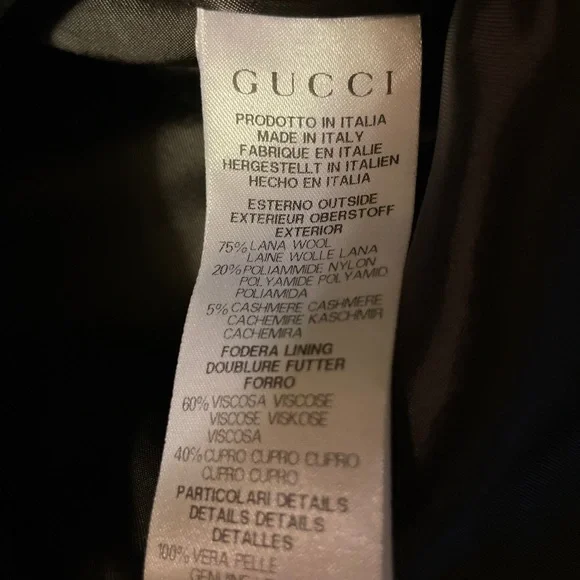 GUCCI
PRODOTTO IN ITALIA
MADE IN ITALY
FABRIQUE EN ITALIE
HERGESTELLT IN ITALIEN
HECHO EN ITALIA
ESTERNO OUTSIDE
EXTERIEUR OBERSTOFF
EXTERIOR
75% LANA WOOL
LAINE WOLLE LANA
20% POLIAMMIDE NYLON
POLYAMIDE POLYAMID
POLIAMIDA
5% CASHMERE CASHMERE
CACHEMIRE KASCHMIR
CACHEMIRA
FODERA LINING
DOUBLURE FUTTER
FORRO
60% VISCOSA VISCOSE
VISCOSE VISKOSE
VISCOSA
40% CUPRO CUPRO CUPRO
CUPRO CUPRO
PARTICOLARI DETAILS
DETAILS DETAILS
DETALLES
100% VERA PELLE